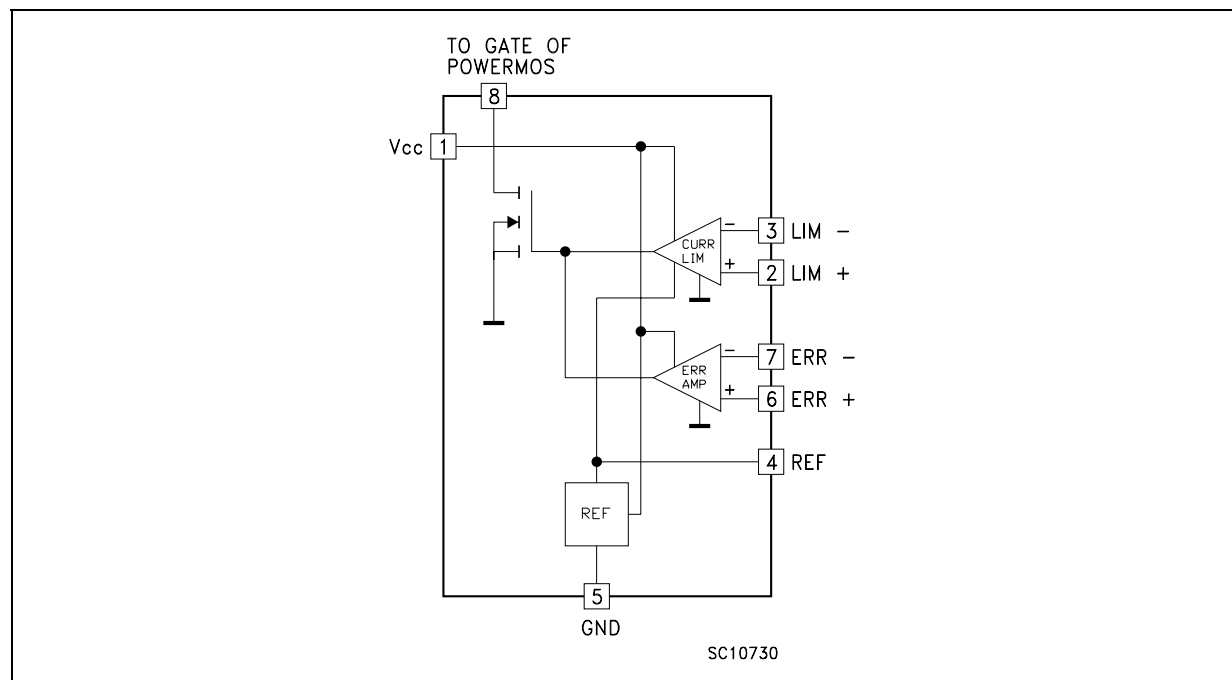 TO GATE OF
POWERMOS
8
Vcc 1
- 3 LIM -
CURR
LIM
+ 2 LIM +
- 7 ERR -
ERR
AMP
+ 6 ERR +
4 REF
REF
5
GND
SC10730